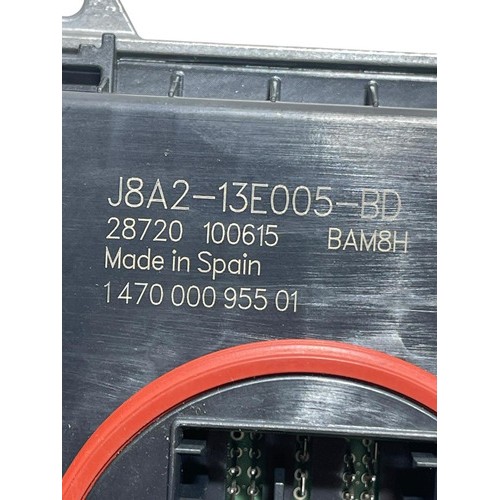 J8A2-13E005-BD
28720 100615 BAM8H
Made in Spain
1 470 000 955 01